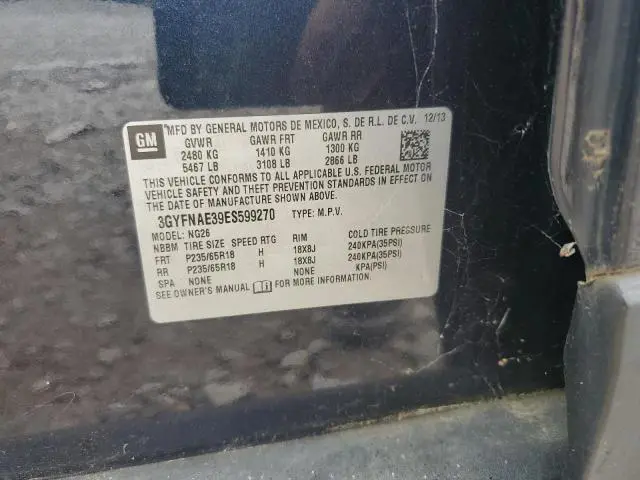 GM
MFD BY GENERAL MOTORS DE MEXICO, S. DE R.L. DE C.V. 12/13
GVWR GAWR FRT GAWR RR
2480 KG 1410 KG 1300 KG
5467 LB 3108 LB 2866 LB
THIS VEHICLE CONFORMS TO ALL APPLICABLE U.S. FEDERAL MOTOR
VEHICLE SAFETY AND THEFT PREVENTION STANDARDS IN EFFECT ON
THE DATE OF MANUFACTURE SHOWN ABOVE.
3GYFNAE39ES599270 TYPE: M.P.V.
MODEL: NG26
NBBM TIRE SIZE SPEED RTG RIM COLD TIRE PRESSURE
FRT P235/65R18 H 18X8J 240KPA(35PSI)
RR P235/65R18 H 18X8J 240KPA(35PSI)
SPA NONE NONE KPA(PSI)
SEE OWNER'S MANUAL FOR MORE INFORMATION.